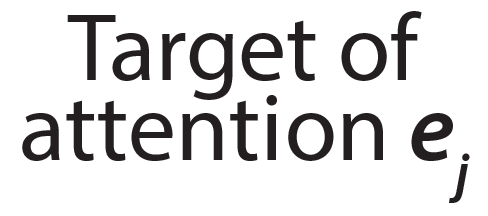 Target of
attention e_j